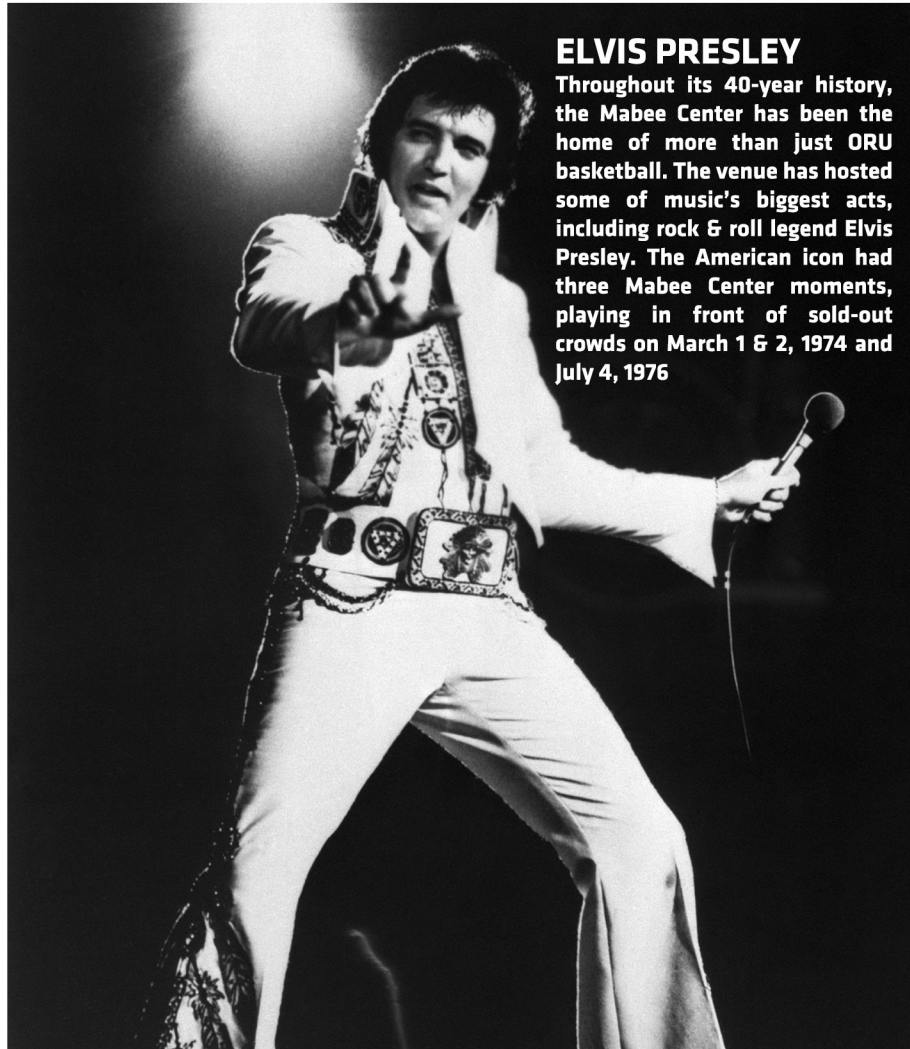 ELVIS PRESLEY
Throughout its 40-year history,
the Mabee Center has been the
home of more than just ORU
basketball. The venue has hosted
some of music's biggest acts,
including rock & roll legend Elvis
Presley. The American icon had
three Mabee Center moments,
playing in front of sold-out
crowds on March 1 & 2, 1974 and
July 4, 1976